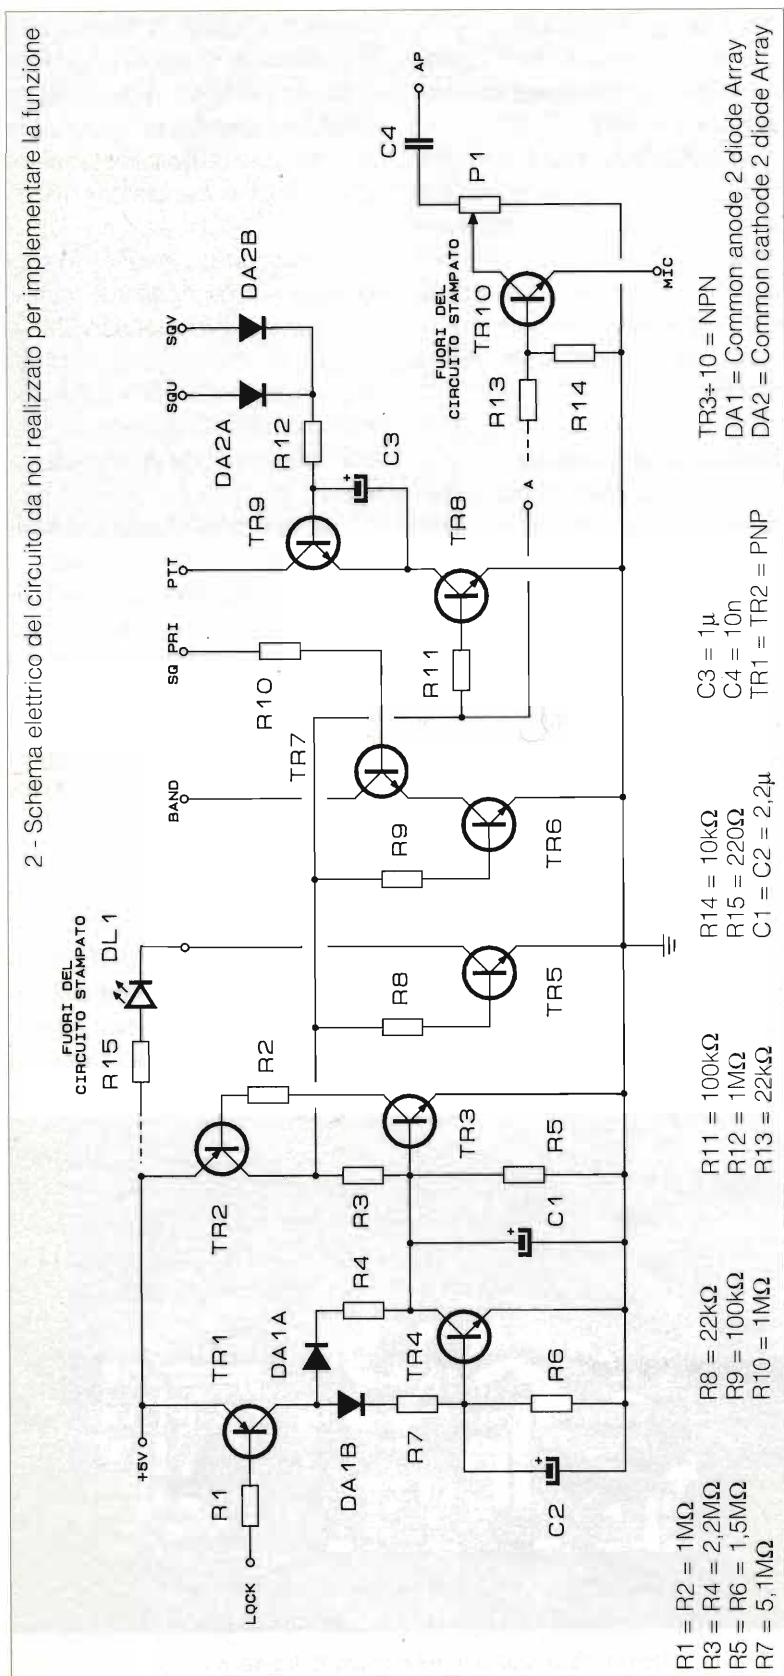 2 - Schema elettrico del circuito da noi realizzato per implementare la funzione
FUORI DEL
CIRCUITO STAMPATO
R15
DL1
+5V
TR1
TR2
R2
R1
LOCK
DA1A
DA1B
R4
R3
R7
TR4
TR3
C2
R6
C1
R5
R8
TR5
BAND
TR7
R9
TR6
SQ PRI
R10
PTT
TR9
R11
TR8
C3
R12
DA2A
DA2B
SQU
SQV
A
R13
R14
FUORI DEL
CIRCUITO STAMPATO
TR10
P1
C4
AP
MIC
R1 = R2 = 1MΩ
R3 = R4 = 2,2MΩ
R5 = R6 = 1,5MΩ
R7 = 5,1MΩ
R8 = 22kΩ
R9 = 100kΩ
R10 = 1MΩ
R11 = 100kΩ
R12 = 1MΩ
R13 = 22kΩ
R14 = 10kΩ
R15 = 220Ω
C1 = C2 = 2,2µ
C3 = 1µ
C4 = 10n
TR1 = TR2 = PNP
TR3÷10 = NPN
DA1 = Common anode 2 diode Array
DA2 = Common cathode 2 diode Array